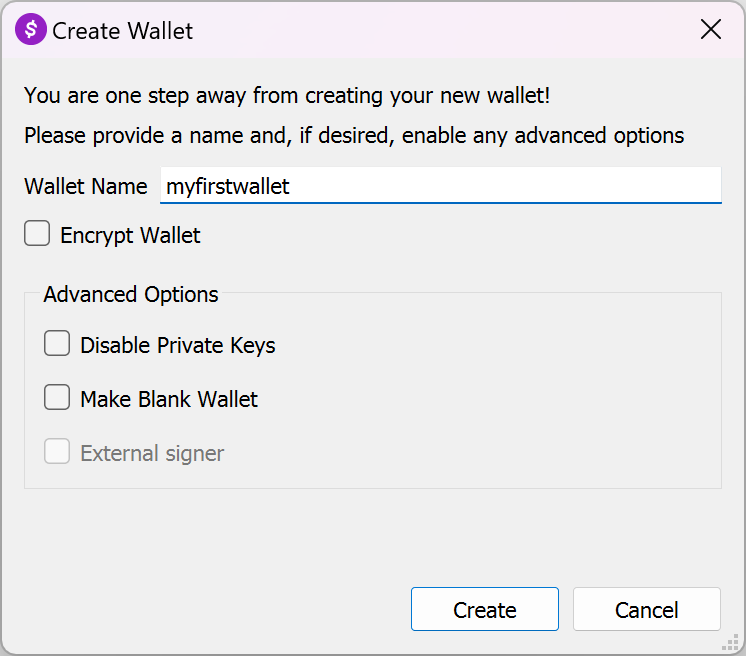 $ Create Wallet
You are one step away from creating your new wallet!
Please provide a name and, if desired, enable any advanced options
Wallet Name myfirstwallet
Encrypt Wallet
Advanced Options
Disable Private Keys
Make Blank Wallet
External signer
Create Cancel